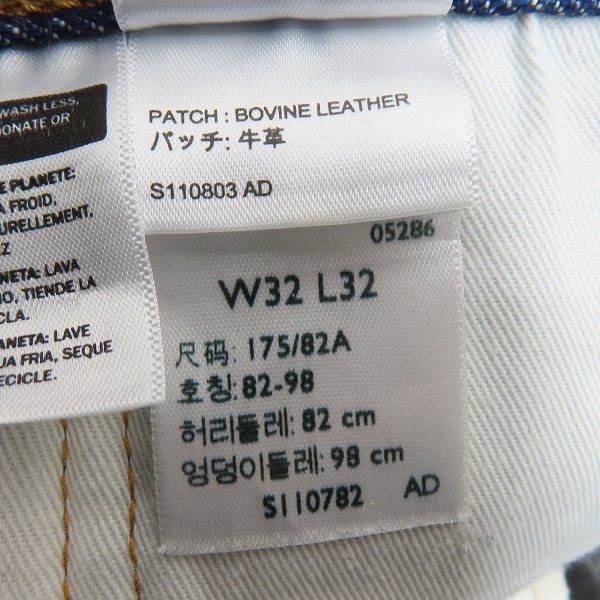 WASH LESS,
DONATE OR
E PLANETE:
A FROID,
URELLEMENT,
Z
NETA: LAVA
JO, TIENDE LA
CLA.
ANETA: LAVE
UA FRIA, SEQUE
ECICLE.
PATCH : BOVINE LEATHER
パッチ: 牛革
S110803 AD
05286
W32 L32
尺码: 175/82A
호칭: 82-98
허리둘레: 82 cm
엉덩이둘레: 98 cm
S110782 AD